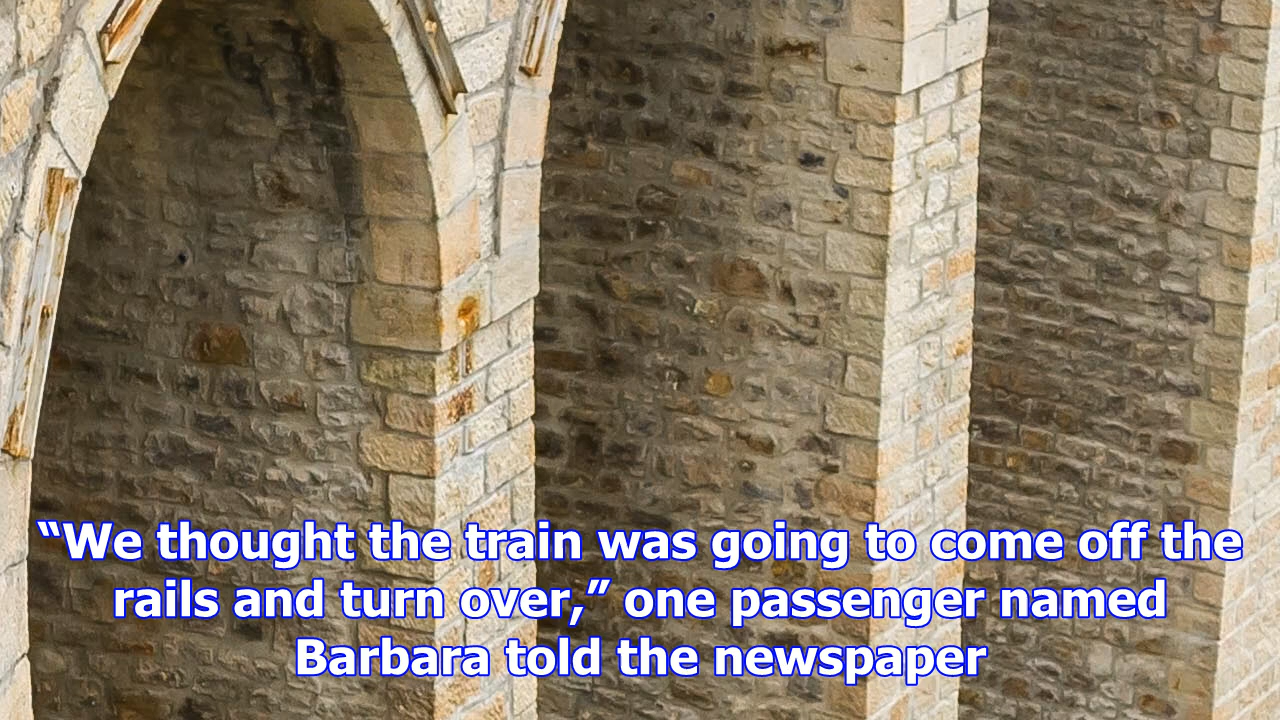 “We thought the train was going to come off the
rails and turn over,” one passenger named
Barbara told the newspaper